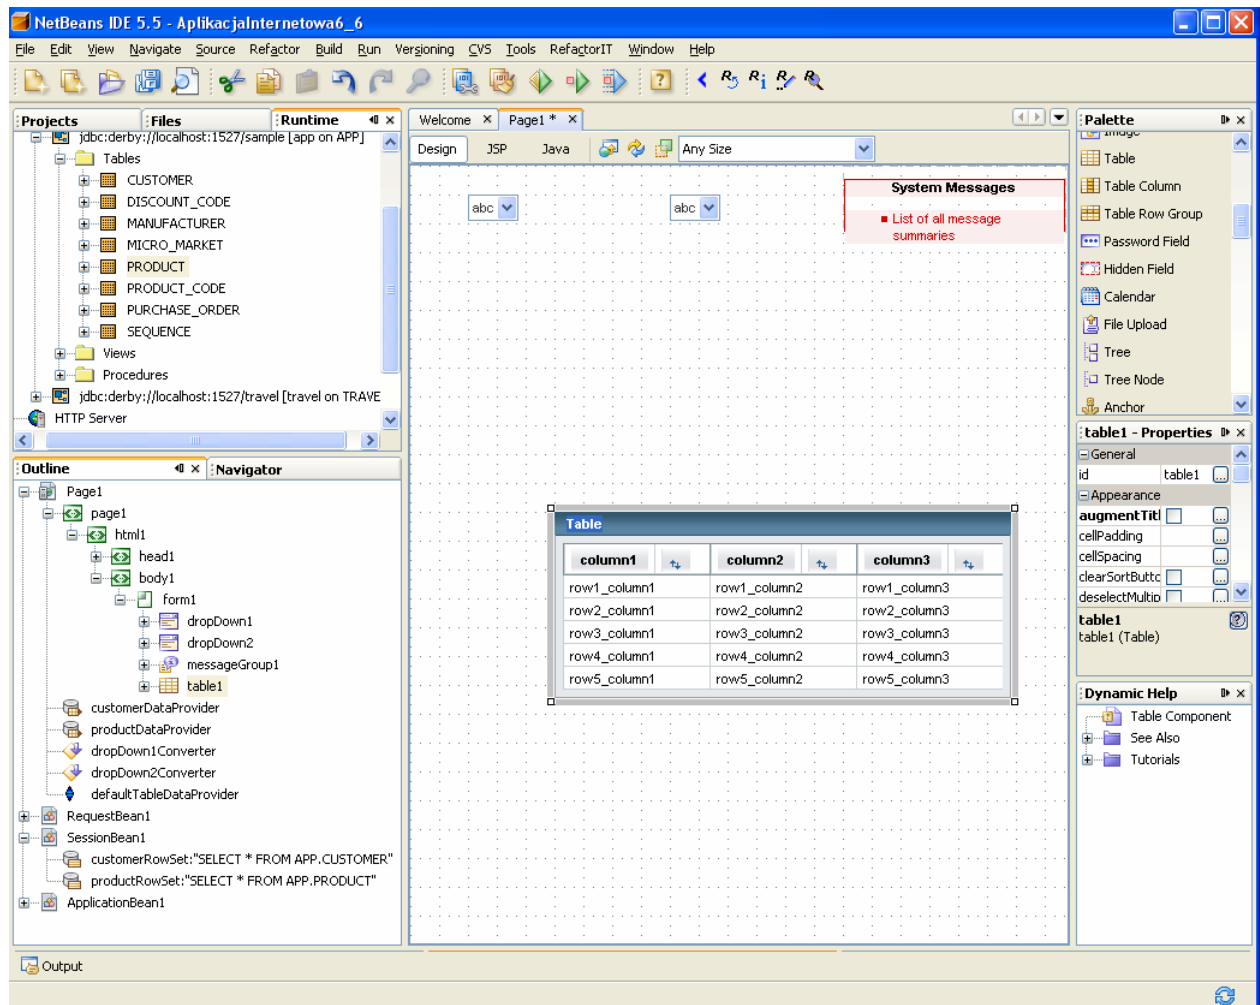 NetBeans IDE 5.5 - AplikacjaInternetowa6_6
File Edit View Navigate Source Refactor Build Run Versioning CVS Tools RefactorIT Window Help
Projects Files Runtime
jdbc:derby://localhost:1527/sample [app on APP]
Tables
CUSTOMER
DISCOUNT_CODE
MANUFACTURER
MICRO_MARKET
PRODUCT
PRODUCT_CODE
PURCHASE_ORDER
SEQUENCE
Views
Procedures
jdbc:derby://localhost:1527/travel [travel on TRAVE
HTTP Server
Outline Navigator
Page1
page1
html1
head1
body1
form1
dropDown1
dropDown2
messageGroup1
table1
customerDataProvider
productDataProvider
dropDown1Converter
dropDown2Converter
defaultTableDataProvider
RequestBean1
SessionBean1
customerRowSet:"SELECT * FROM APP.CUSTOMER"
productRowSet:"SELECT * FROM APP.PRODUCT"
ApplicationBean1
Welcome Page1 *
Design JSP Java Any Size
abc abc
System Messages
List of all message
summaries
Table
column1 column2 column3
row1_column1 row1_column2 row1_column3
row2_column1 row2_column2 row2_column3
row3_column1 row3_column2 row3_column3
row4_column1 row4_column2 row4_column3
row5_column1 row5_column2 row5_column3
Palette
Image
Table
Table Column
Table Row Group
Password Field
Hidden Field
Calendar
File Upload
Tree
Tree Node
Anchor
table1 - Properties
General
id table1
Appearance
augmentTitl
cellPadding
cellSpacing
clearSortButto
deselectMultip
table1
table1 (Table)
Dynamic Help
Table Component
See Also
Tutorials
Output